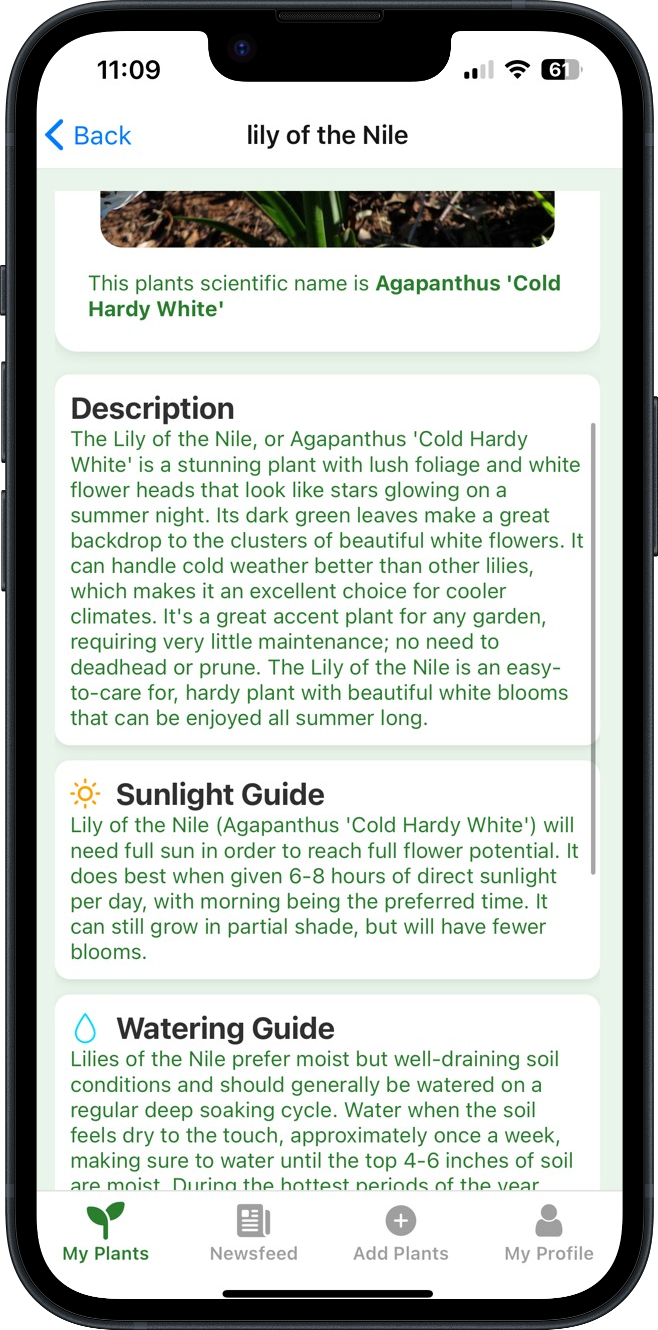 11:09
61
Back
lily of the Nile
This plants scientific name is Agapanthus 'Cold
Hardy White'
Description
The Lily of the Nile, or Agapanthus 'Cold Hardy
White' is a stunning plant with lush foliage and white
flower heads that look like stars glowing on a
summer night. Its dark green leaves make a great
backdrop to the clusters of beautiful white flowers. It
can handle cold weather better than other lilies,
which makes it an excellent choice for cooler
climates. It's a great accent plant for any garden,
requiring very little maintenance; no need to
deadhead or prune. The Lily of the Nile is an easy-
to-care for, hardy plant with beautiful white blooms
that can be enjoyed all summer long.
Sunlight Guide
Lily of the Nile (Agapanthus 'Cold Hardy White') will
need full sun in order to reach full flower potential. It
does best when given 6-8 hours of direct sunlight
per day, with morning being the preferred time. It
can still grow in partial shade, but will have fewer
blooms.
Watering Guide
Lilies of the Nile prefer moist but well-draining soil
conditions and should generally be watered on a
regular deep soaking cycle. Water when the soil
feels dry to the touch, approximately once a week,
making sure to water until the top 4-6 inches of soil
are moist. During the hottest periods of the year
My Plants
Newsfeed
Add Plants
My Profile